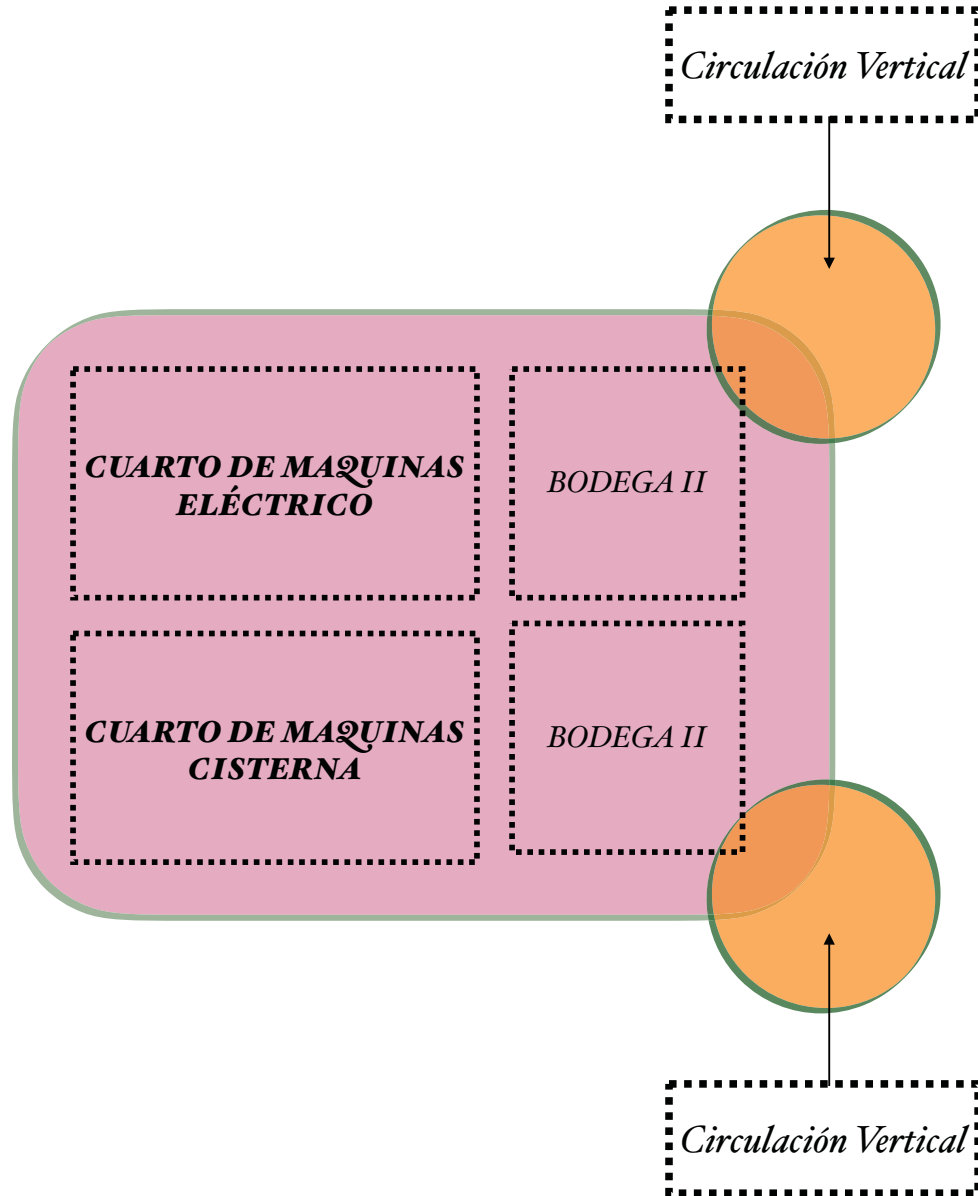 Circulación Vertical
CUARTO DE MAQUINAS
ELÉCTRICO
BODEGA II
CUARTO DE MAQUINAS
CISTERNA
BODEGA II
Circulación Vertical